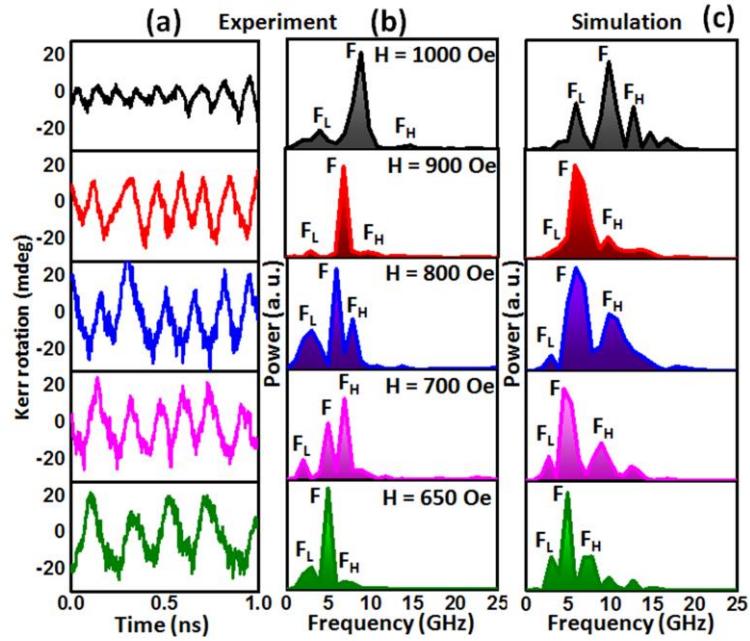 (a) Experiment (b) Simulation (c)
20
0
-20
20
0
-20
20
0
-20
20
0
-20
20
0
-20
Kerr rotation (mdeg)
0.0 0.5 1.0
Time (ns)
F H = 1000 Oe
FL FH
F H = 900 Oe
FL FH
F H = 800 Oe
FL FH
FH H = 700 Oe
F
FL
F H = 650 Oe
FL FH
Power (a. u.)
0 5 10 15 20 25
Frequency (GHz)
F
FL FH
F
FL FH
F
FH
FL
F
FH
FL
F
FL FH
Power (a. u.)
0 5 10 15 20 25
Frequency (GHz)